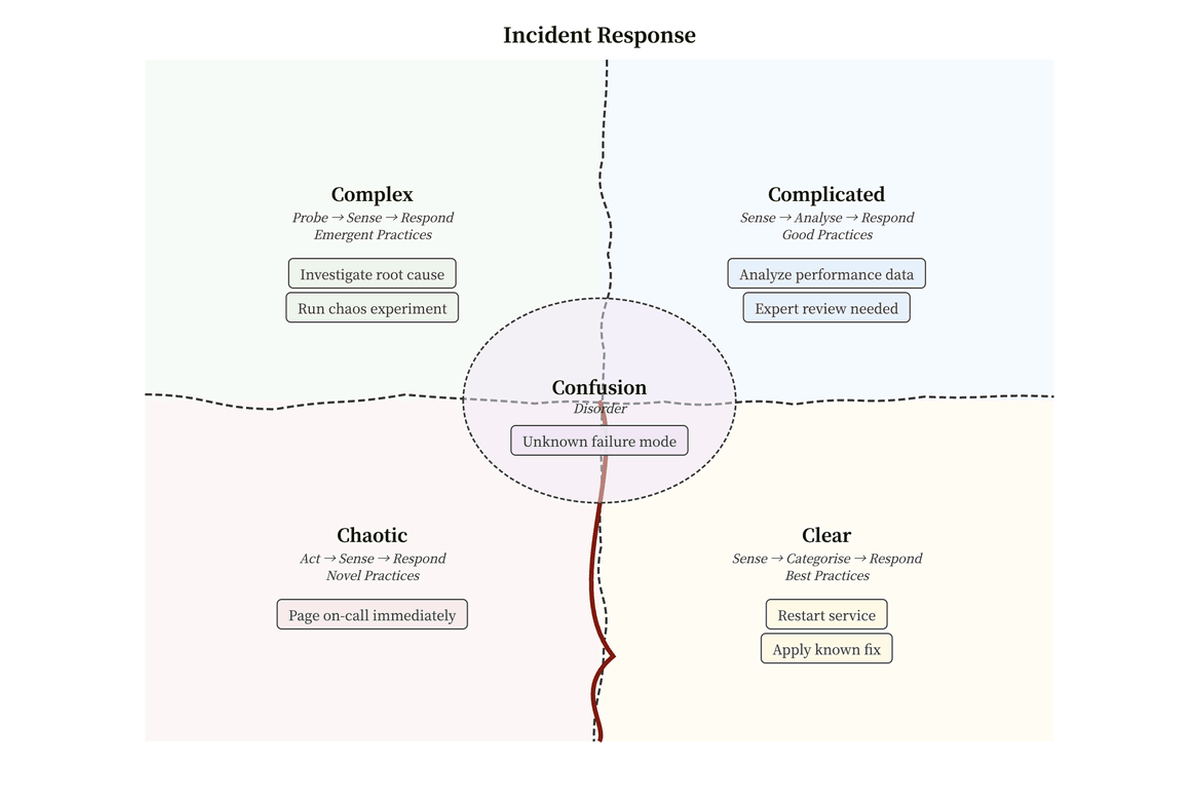 Incident Response
Complex
Probe → Sense → Respond
Emergent Practices
Investigate root cause
Run chaos experiment
Complicated
Sense → Analyse → Respond
Good Practices
Analyze performance data
Expert review needed
Confusion
Disorder
Unknown failure mode
Chaotic
Act → Sense → Respond
Novel Practices
Page on-call immediately
Clear
Sense → Categorise → Respond
Best Practices
Restart service
Apply known fix